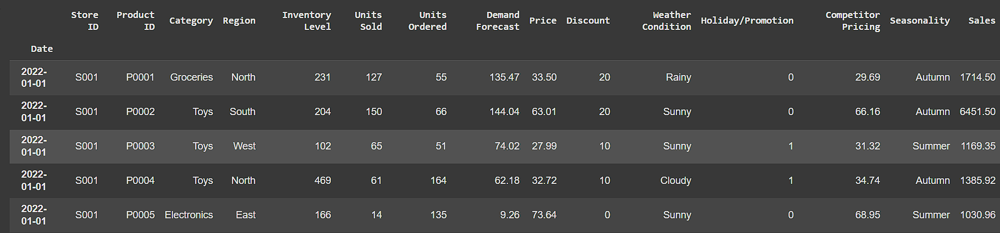 Store ID Product ID Category Region Inventory Level Units Sold Units Ordered Demand Forecast Price Discount Weather Condition Holiday/Promotion Competitor Pricing Seasonality Sales
Date
2022-01-01 S001 P0001 Groceries North 231 127 55 135.47 33.50 20 Rainy 0 29.69 Autumn 1714.50
2022-01-01 S001 P0002 Toys South 204 150 66 144.04 63.01 20 Sunny 0 66.16 Autumn 6451.50
2022-01-01 S001 P0003 Toys West 102 65 51 74.02 27.99 10 Sunny 1 31.32 Summer 1169.35
2022-01-01 S001 P0004 Toys North 469 61 164 62.18 32.72 10 Cloudy 1 34.74 Autumn 1385.92
2022-01-01 S001 P0005 Electronics East 166 14 135 9.26 73.64 0 Sunny 0 68.95 Summer 1030.96